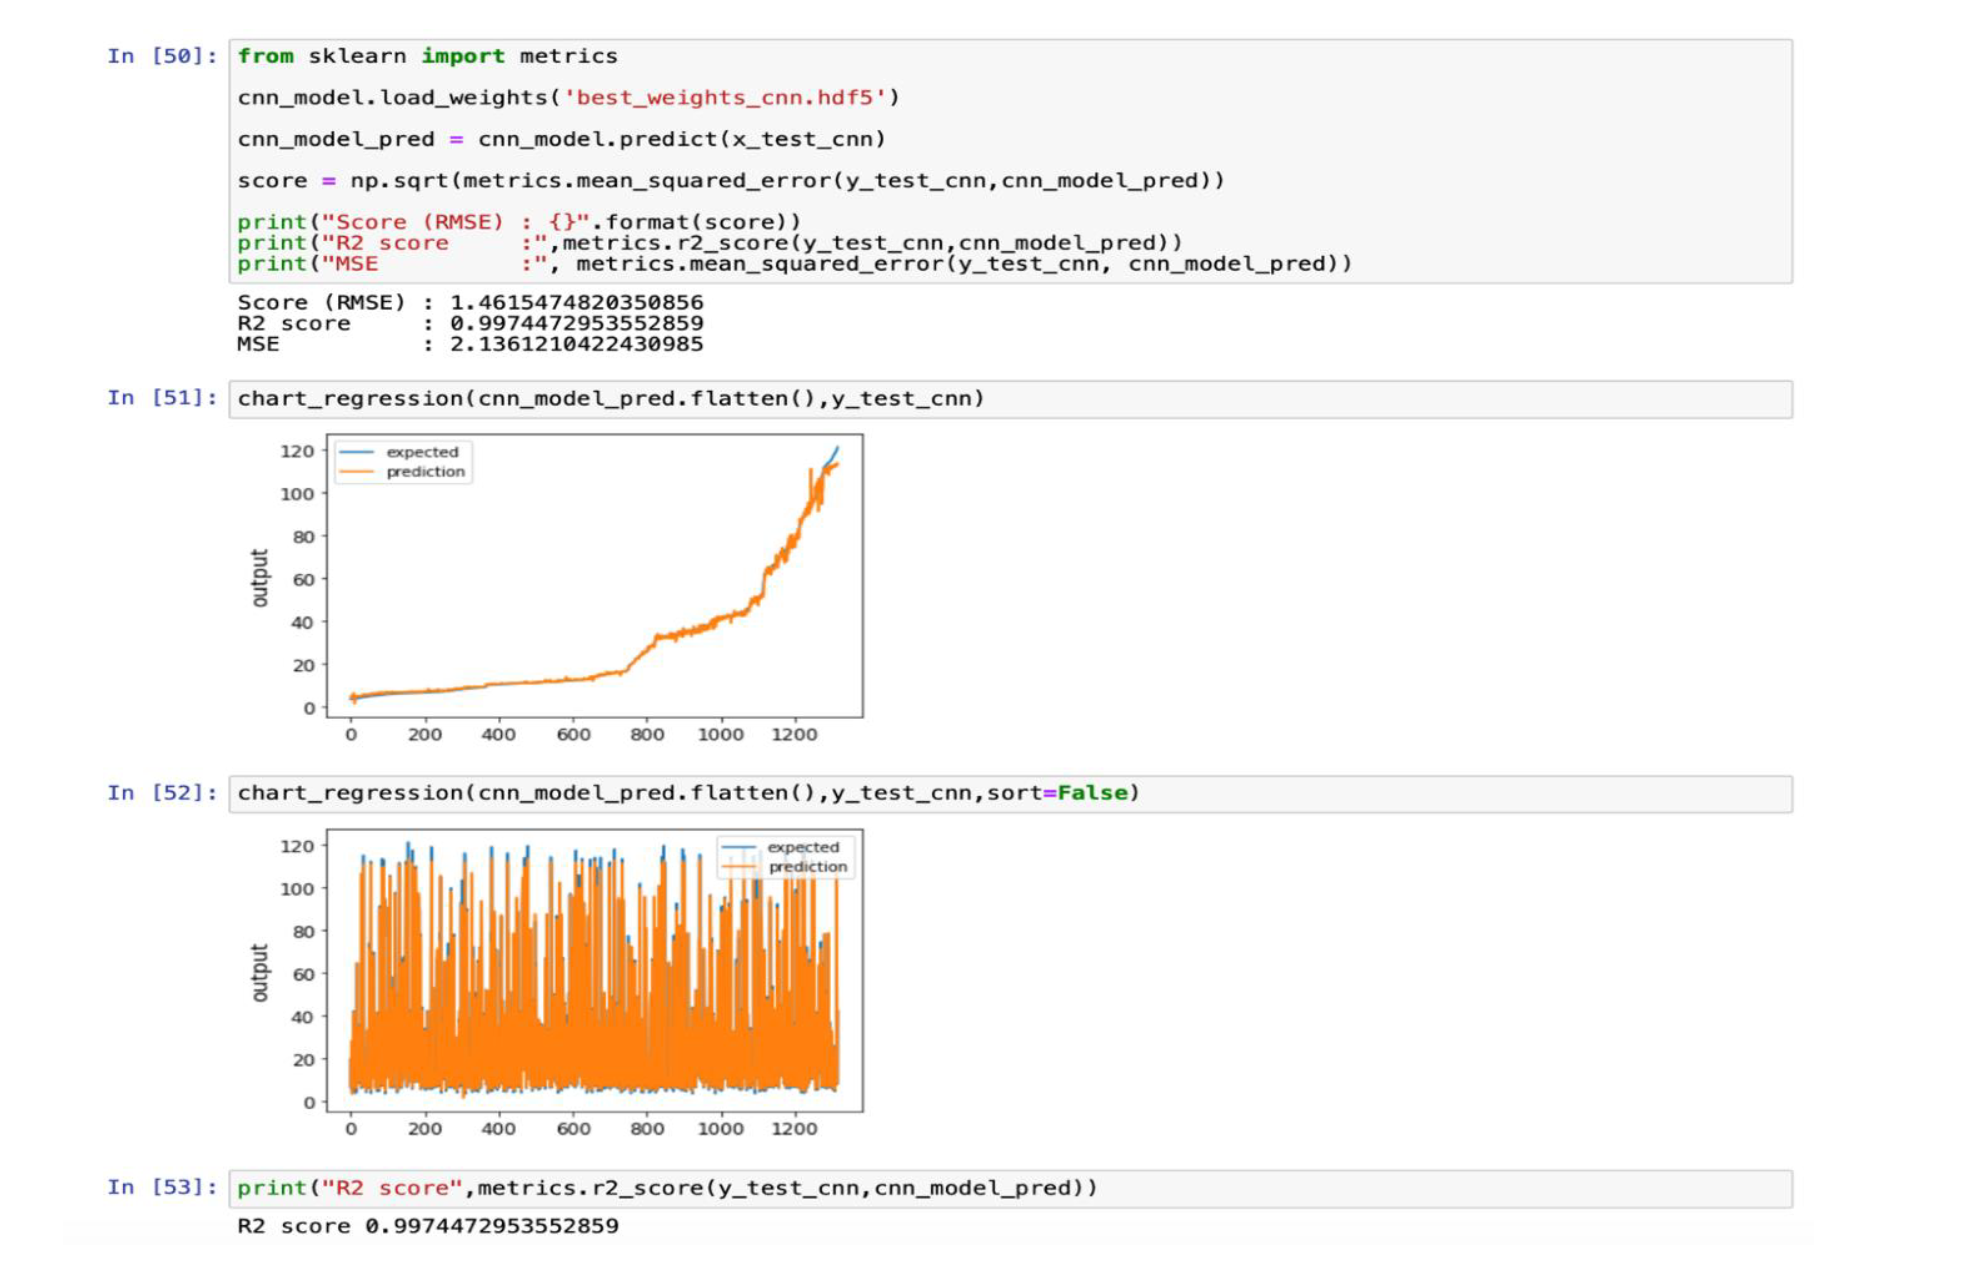 In [50]: from sklearn import metrics
cnn_model.load_weights('best_weights_cnn.hdf5')
cnn_model_pred = cnn_model.predict(x_test_cnn)
score = np.sqrt(metrics.mean_squared_error(y_test_cnn,cnn_model_pred))
print("Score (RMSE) : {}".format(score))
print("R2 score      :",metrics.r2_score(y_test_cnn,cnn_model_pred))
print("MSE          :", metrics.mean_squared_error(y_test_cnn, cnn_model_pred))
Score (RMSE) : 1.4615474820350856
R2 score     : 0.9974472953552859
MSE          : 2.1361210422430985
In [51]: chart_regression(cnn_model_pred.flatten(),y_test_cnn)
expected
prediction
120
100
80
60
40
20
0
output
0 200 400 600 800 1000 1200
In [52]: chart_regression(cnn_model_pred.flatten(),y_test_cnn,sort=False)
expected
prediction
120
100
80
60
40
20
0
output
0 200 400 600 800 1000 1200
In [53]: print("R2 score",metrics.r2_score(y_test_cnn,cnn_model_pred))
R2 score 0.9974472953552859